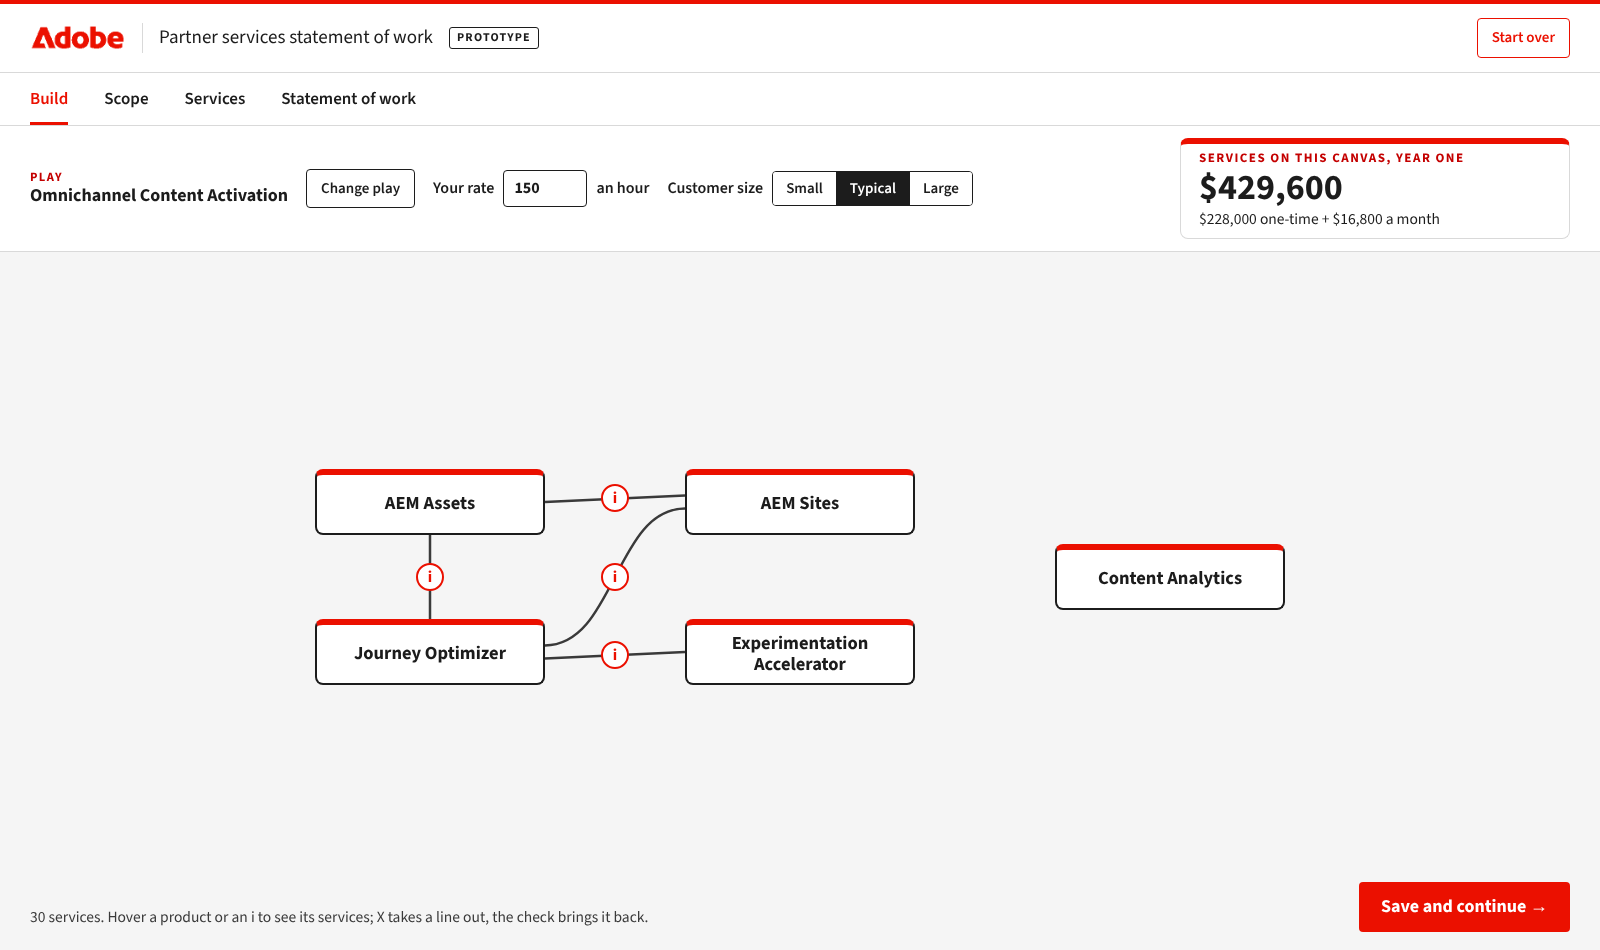 Adobe
Partner services statement of work
PROTOTYPE
Start over
Build
Scope
Services
Statement of work
PLAY
Omnichannel Content Activation
Change play
Your rate
150
an hour
Customer size
Small
Typical
Large
SERVICES ON THIS CANVAS, YEAR ONE
$429,600
$228,000 one-time + $16,800 a month
AEM Assets
i
AEM Sites
i
i
Content Analytics
Journey Optimizer
i
Experimentation
Accelerator
30 services. Hover a product or an i to see its services; X takes a line out, the check brings it back.
Save and continue →